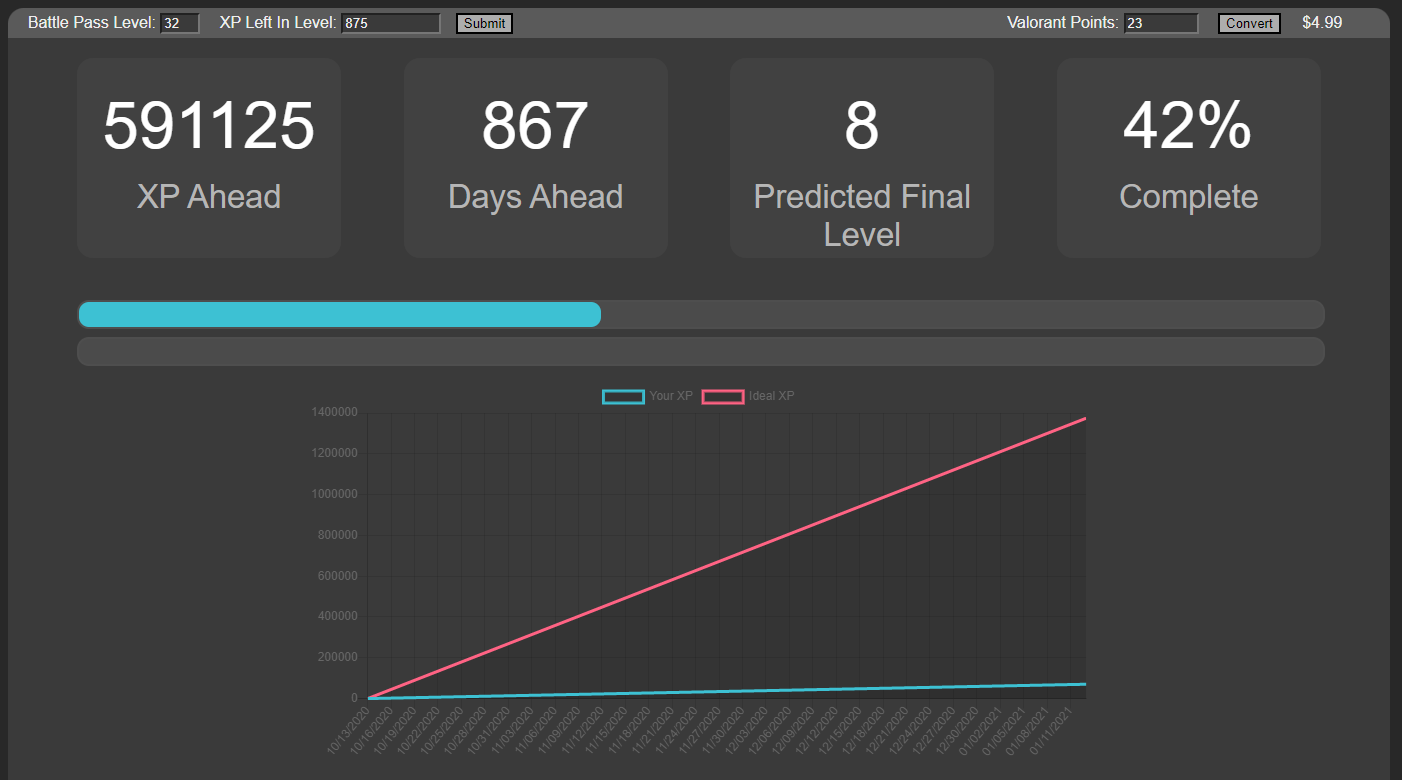 Battle Pass Level: 32 XP Left In Level: 875 Submit Valorant Points: 23 Convert $4.99
591125 867 8 42%
XP Ahead Days Ahead Predicted Final Complete
Level
Your XP Ideal XP
1400000
1200000
1000000
800000
600000
400000
200000
0
10/13/2020 10/16/2020 10/19/2020 10/22/2020 10/25/2020 10/28/2020 10/31/2020 11/03/2020 11/06/2020 11/09/2020 11/12/2020 11/15/2020 11/18/2020 11/21/2020 11/24/2020 11/27/2020 11/30/2020 12/03/2020 12/06/2020 12/09/2020 12/12/2020 12/15/2020 12/18/2020 12/21/2020 12/24/2020 12/27/2020 12/30/2020 01/02/2021 01/05/2021 01/08/2021 01/11/2021